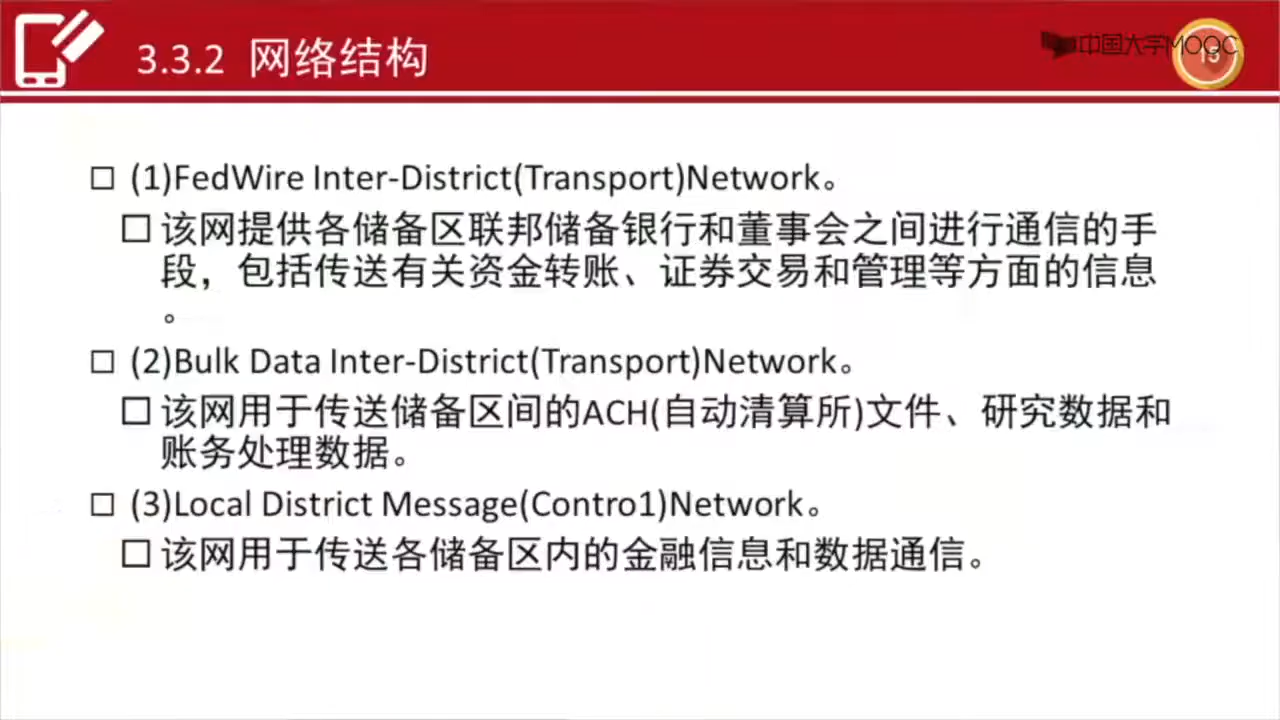 3.3.2 网络结构
中国大学MOOC
15
(1)FedWire Inter-District(Transport)Network。
该网提供各储备区联邦储备银行和董事会之间进行通信的手
段，包括传送有关资金转账、证券交易和管理等方面的信息
。
(2)Bulk Data Inter-District(Transport)Network。
该网用于传送储备区间的ACH(自动清算所)文件、研究数据和
账务处理数据。
(3)Local District Message(Contro1)Network。
该网用于传送各储备区内的金融信息和数据通信。